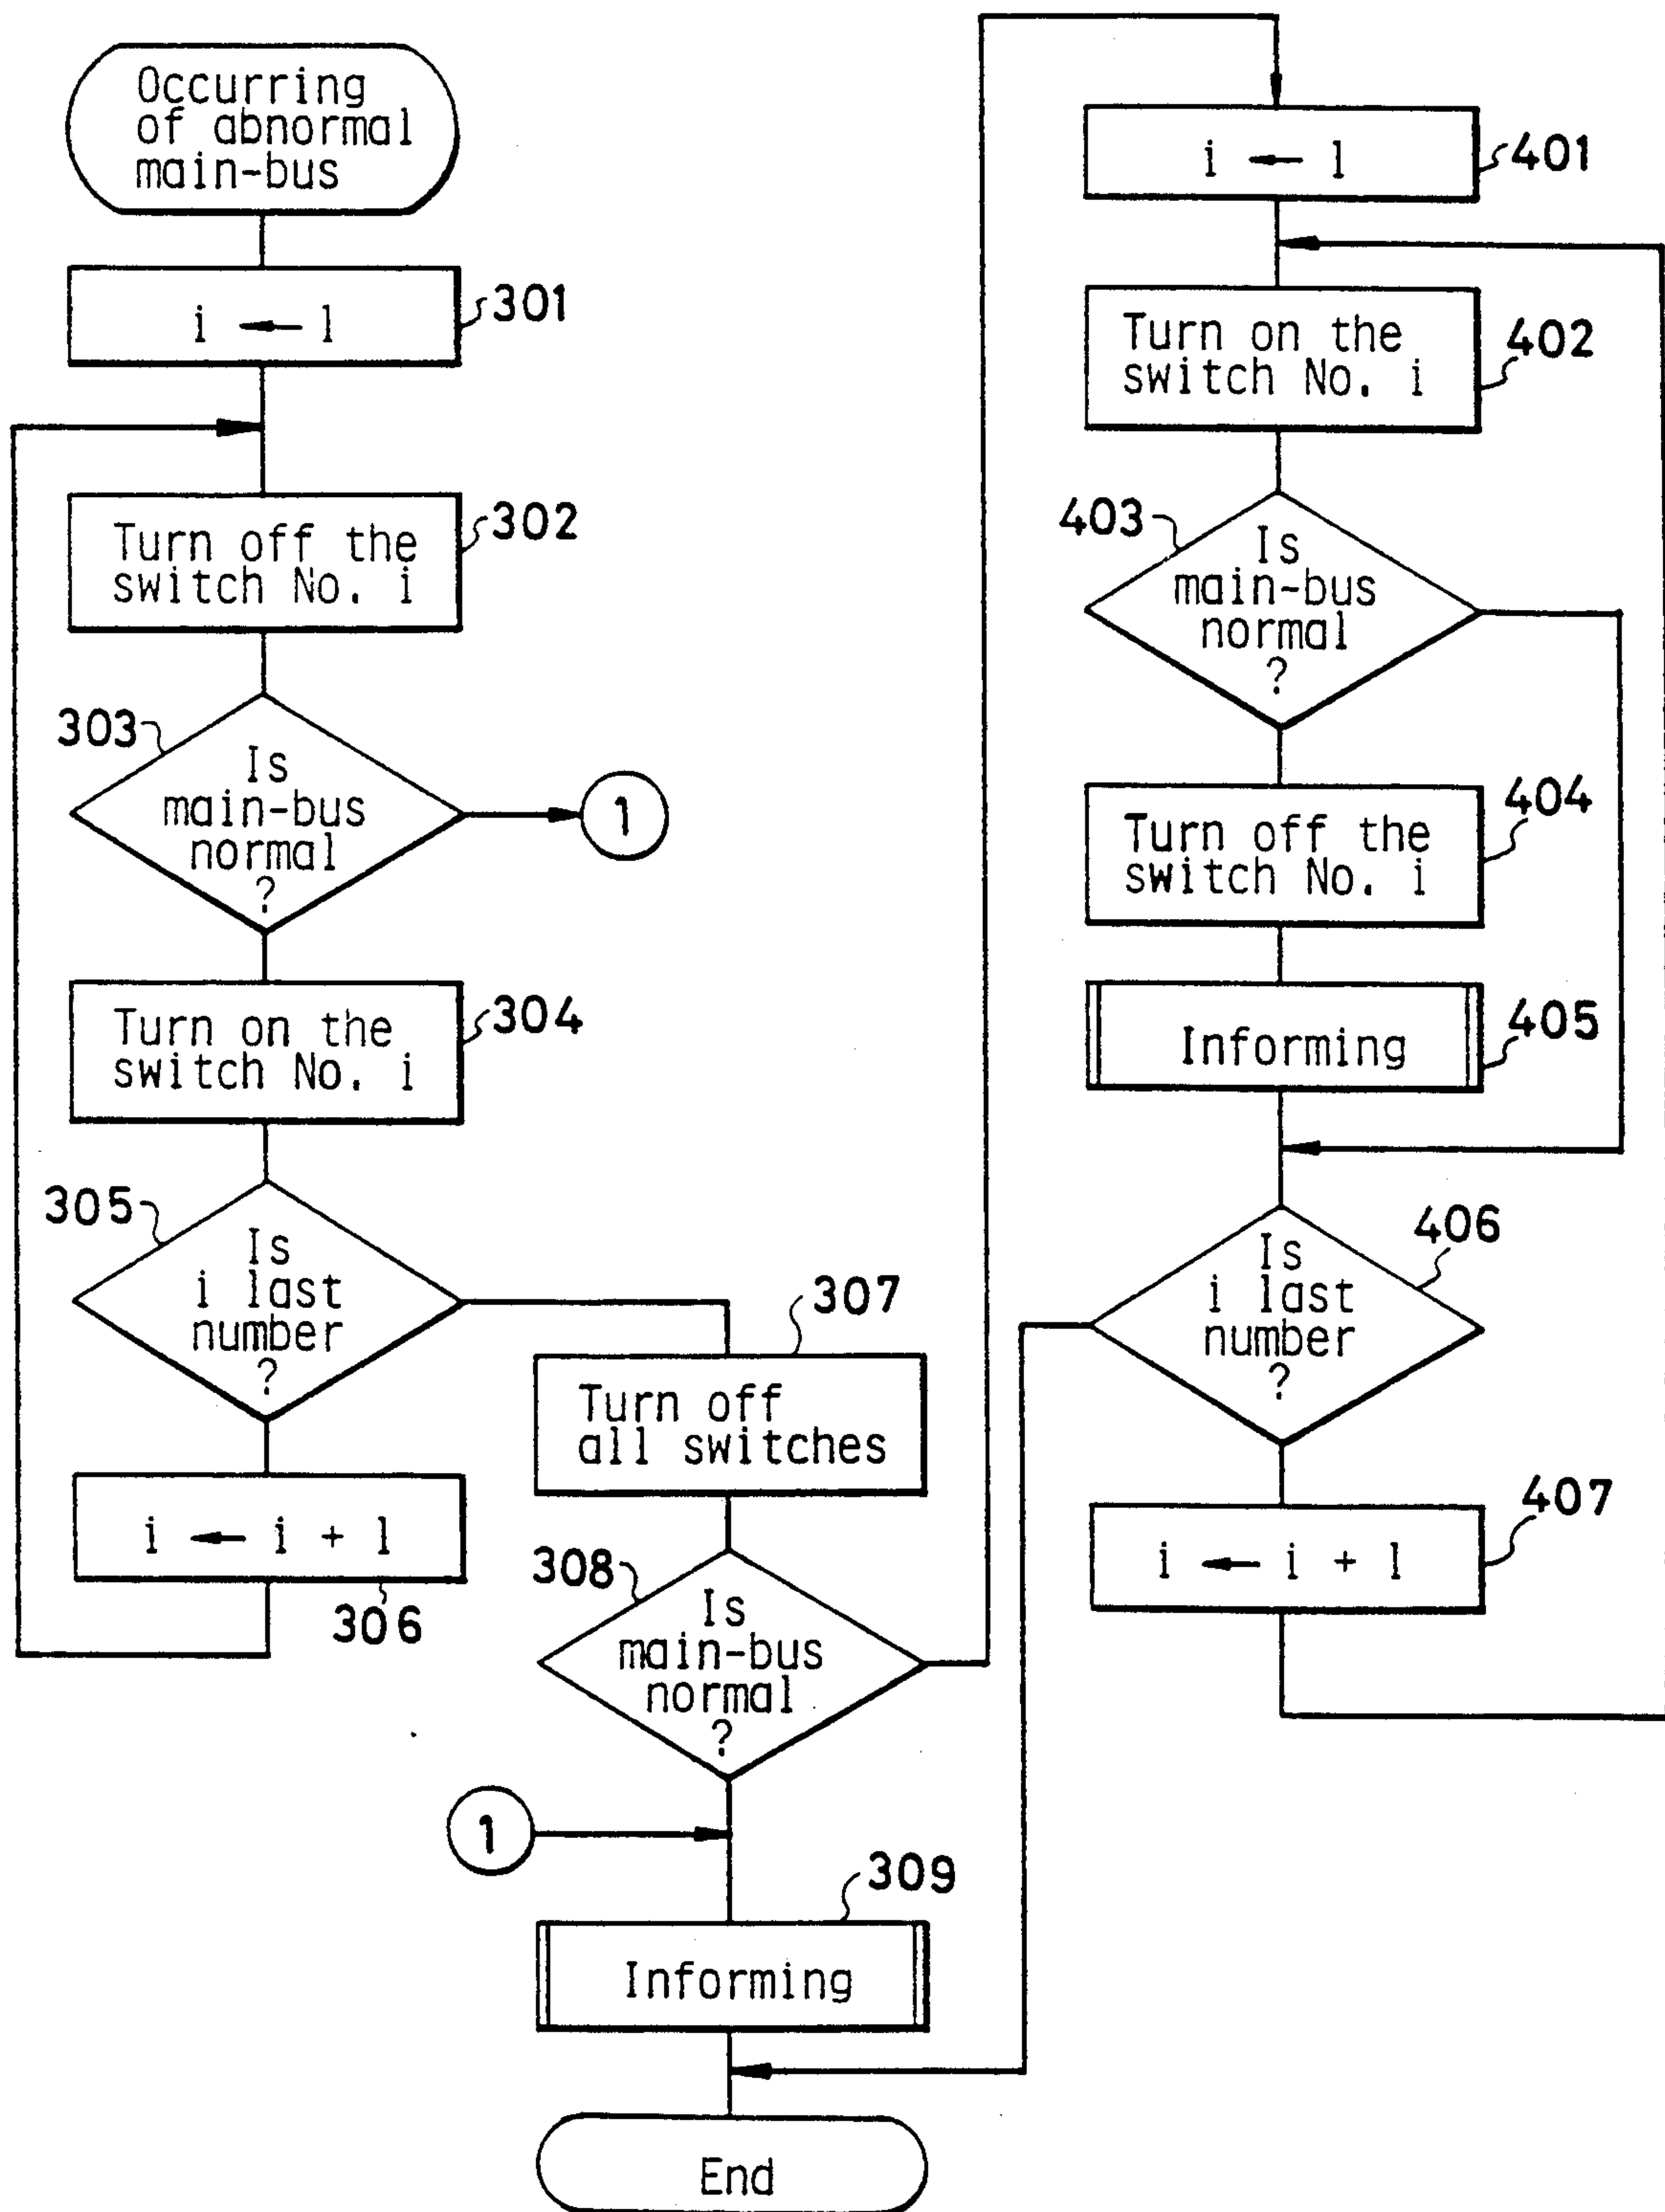 Occurring
of abnormal
main-bus
i ← 1
301
Turn off the
switch No. i
302
303
Is
main-bus
normal
?
1
Turn on the
switch No. i
304
305
Is
i last
number
?
i ← i + 1
306
307
Turn off
all switches
308
Is
main-bus
normal
?
1
309
Informing
End
i ← 1
401
Turn on the
switch No. i
402
403
Is
main-bus
normal
?
Turn off the
switch No. i
404
Informing
405
406
Is
i last
number
?
i ← i + 1
407